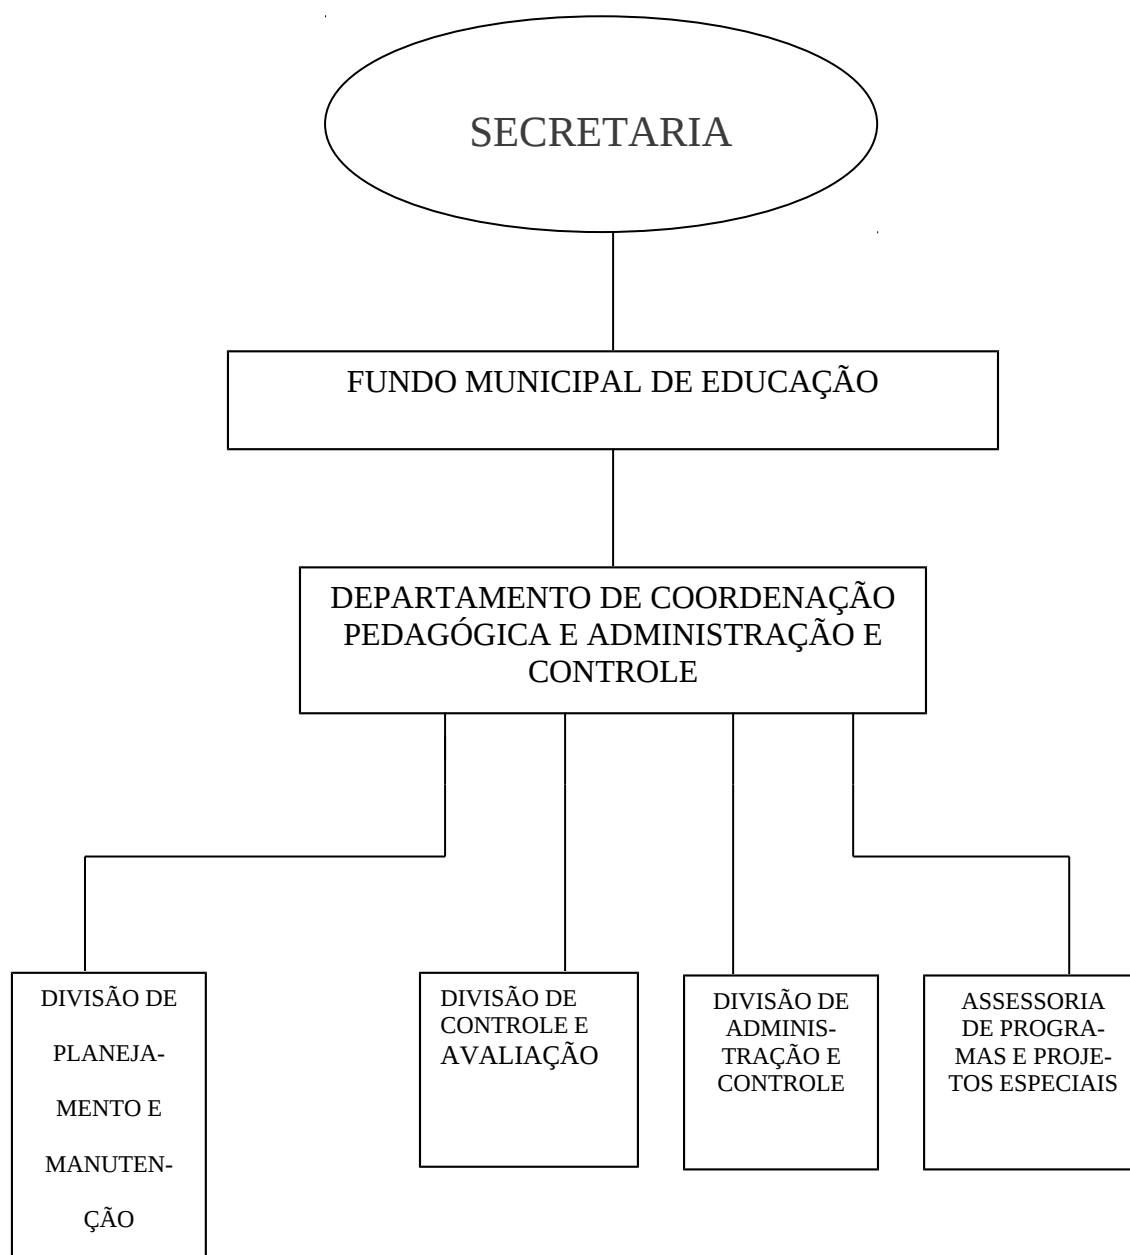 SECRETARIA
FUNDO MUNICIPAL DE EDUCAÇÃO
DEPARTAMENTO DE COORDENAÇÃO
PEDAGÓGICA E ADMINISTRAÇÃO E
CONTROLE
DIVISÃO DE
PLANEJA-
MENTO E
MANUTEN-
ÇÃO
DIVISÃO DE
CONTROLE E
AVALIAÇÃO
DIVISÃO DE
ADMINIS-
TRAÇÃO E
CONTROLE
ASSESSORIA
DE PROGRA-
MAS E PROJE-
TOS ESPECIAIS